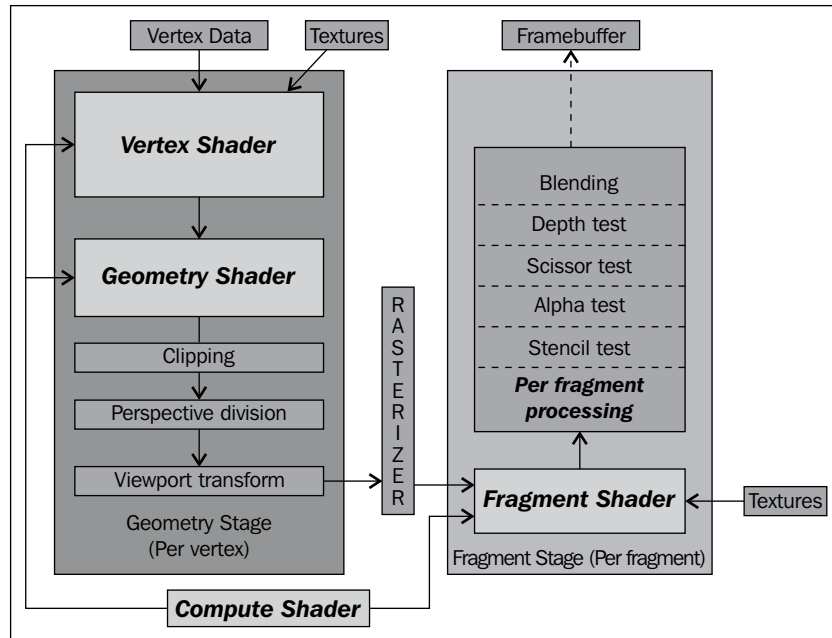 Vertex Data
Textures
Framebuffer
Vertex Shader
Geometry Shader
Clipping
Perspective division
Viewport transform
Geometry Stage
(Per vertex)
RASTERIZER
Blending
Depth test
Scissor test
Alpha test
Stencil test
Per fragment
processing
Fragment Shader
Textures
Fragment Stage (Per fragment)
Compute Shader